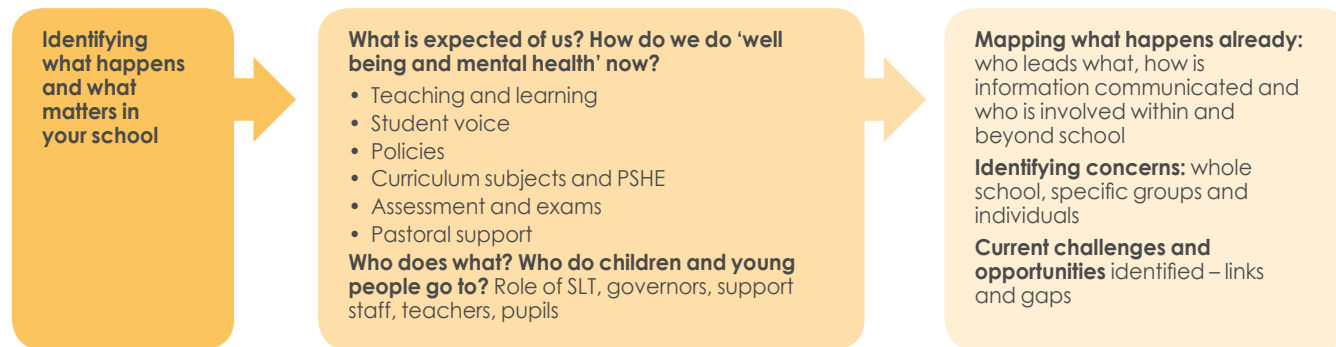 Identifying
what happens
and what
matters in
your school
What is expected of us? How do we do ‘well
being and mental health’ now?
• Teaching and learning
• Student voice
• Policies
• Curriculum subjects and PSHE
• Assessment and exams
• Pastoral support
Who does what? Who do children and young
people go to? Role of SLT, governors, support
staff, teachers, pupils
Mapping what happens already:
who leads what, how is
information communicated and
who is involved within and
beyond school
Identifying concerns: whole
school, specific groups and
individuals
Current challenges and
opportunities identified – links
and gaps